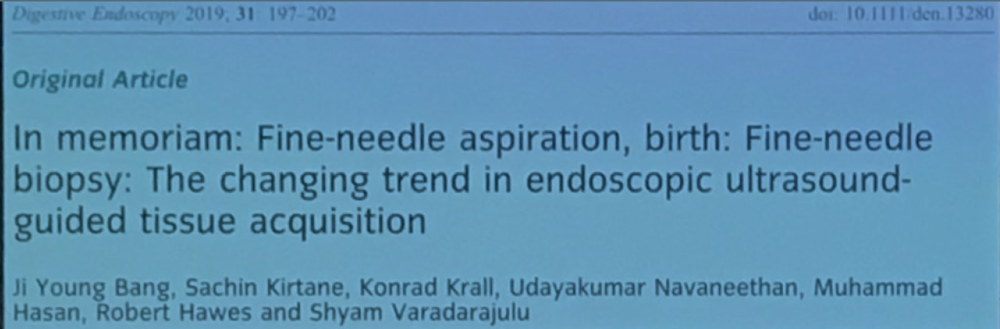 Digestive Endoscopy 2019; 31: 197–202
doi: 10.1111/den.13280
Original Article
In memoriam: Fine-needle aspiration, birth: Fine-needle
biopsy: The changing trend in endoscopic ultrasound-
guided tissue acquisition
Ji Young Bang, Sachin Kirtane, Konrad Krall, Udayakumar Navaneethan, Muhammad
Hasan, Robert Hawes and Shyam Varadarajulu